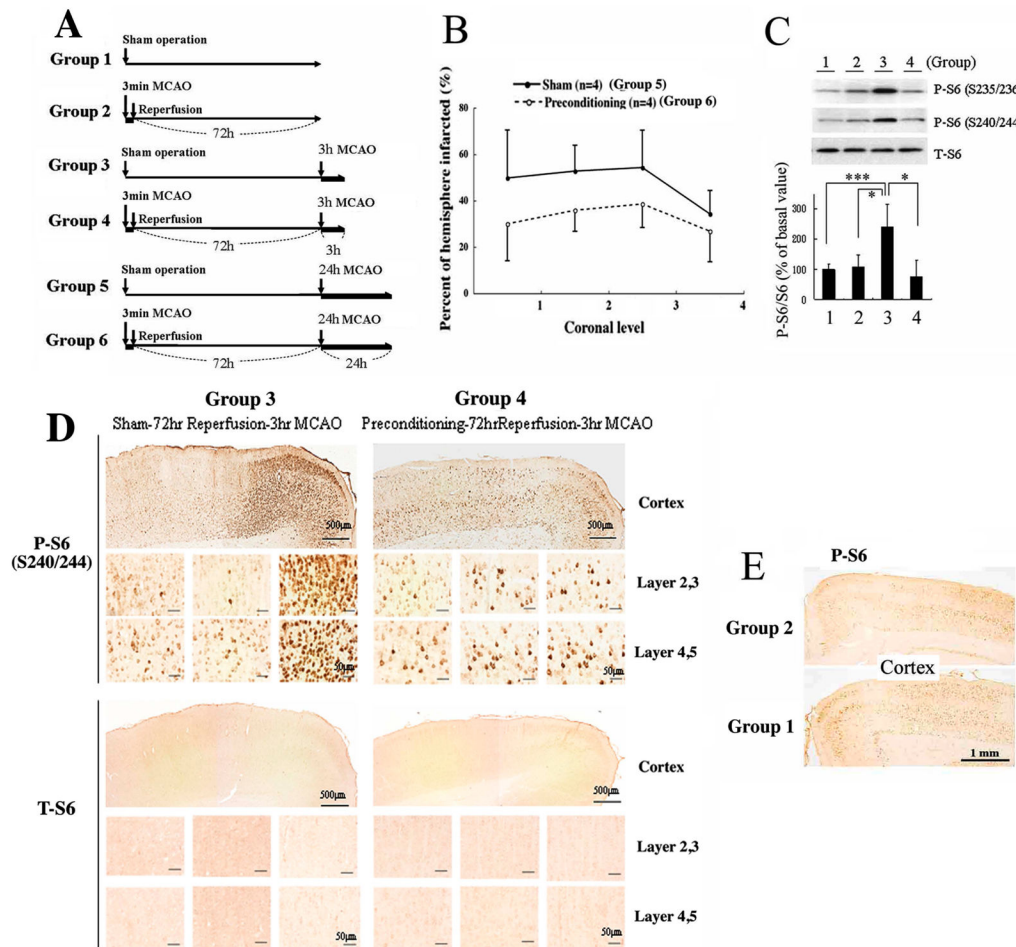 A
Sham operation
Group 1
3min MCAO
Group 2
Reperfusion
72h
Sham operation
3h MCAO
Group 3
3min MCAO
3h MCAO
Group 4
Reperfusion
72h
3h
Sham operation
24h MCAO
Group 5
3min MCAO
24h MCAO
Group 6
Reperfusion
72h
24h
B
Percent of hemisphere infarcted (%)
100
80
60
40
20
0
Sham (n=4) (Group 5)
Preconditioning (n=4) (Group 6)
1 2 3 4
Coronal level
C
1 2 3 4 (Group)
P-S6 (S235/236
P-S6 (S240/244
T-S6
P-S6/S6 (% of basal value)
*** * *
300
200
100
0
1 2 3 4
D
Group 3 Group 4
Sham-72hr Reperfusion-3hr MCAO Preconditioning-72hrReperfusion-3hr MCAO
P-S6
(S240/244)
500µm 500µm
Cortex
Layer 2,3
50µm 50µm
Layer 4,5
T-S6
500µm 500µm
Cortex
Layer 2,3
50µm 50µm
Layer 4,5
E
P-S6
Group 2
Cortex
Group 1
1 mm